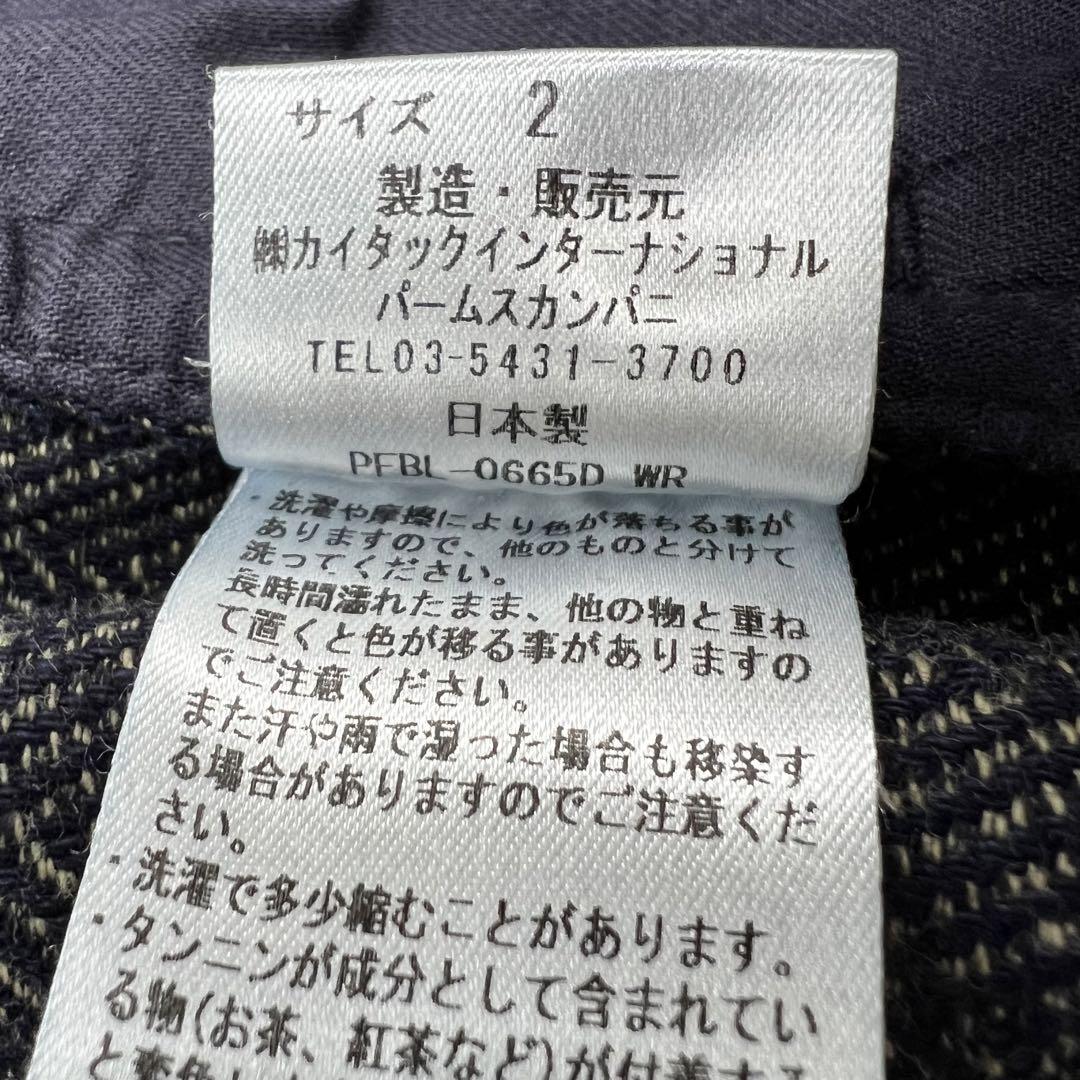 サイズ 2
製造・販売元
㈱カイタックインターナショナル
パームスカンパニ
TEL03-5431-3700
日本製
PFBL-0665D WR
・洗濯や摩擦により色が落ちる事が
ありますので、他のものと分けて
洗ってください。
長時間濡れたまま、他の物と重ね
て置くと色が移る事がありますの
でご注意ください。
また汗や雨で湿った場合も移染す
る場合がありますのでご注意くだ
さい。
・洗濯で多少縮むことがあります。
・タンニンが成分として含まれてい
る物(お茶、紅茶など)が付着する
と変色